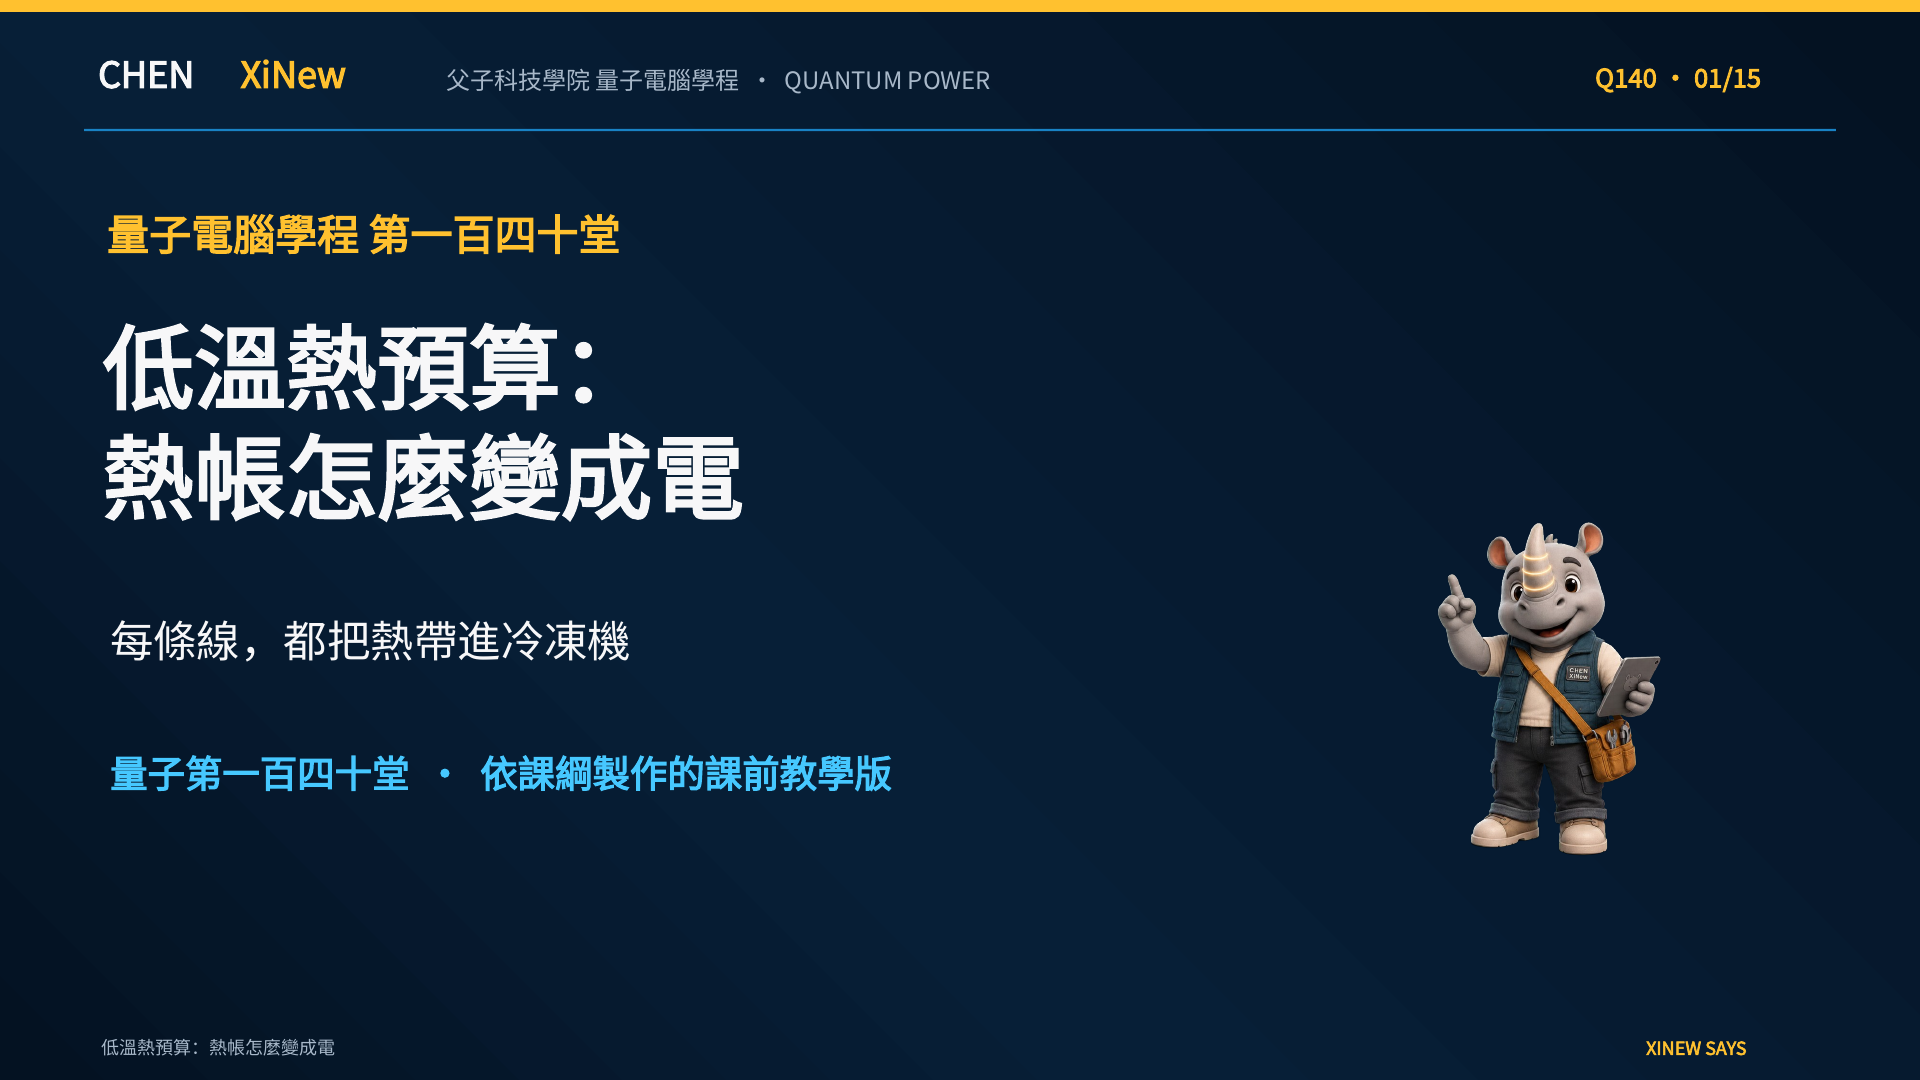 CHEN XiNew 父子科技學院 量子電腦學程 · QUANTUM POWER Q140 · 01/15
量子電腦學程 第一百四十堂
低溫熱預算：
熱帳怎麼變成電
每條線，都把熱帶進冷凍機
CHEN
XiNew
量子第一百四十堂 · 依課綱製作的課前教學版
低溫熱預算：熱帳怎麼變成電 XINEW SAYS